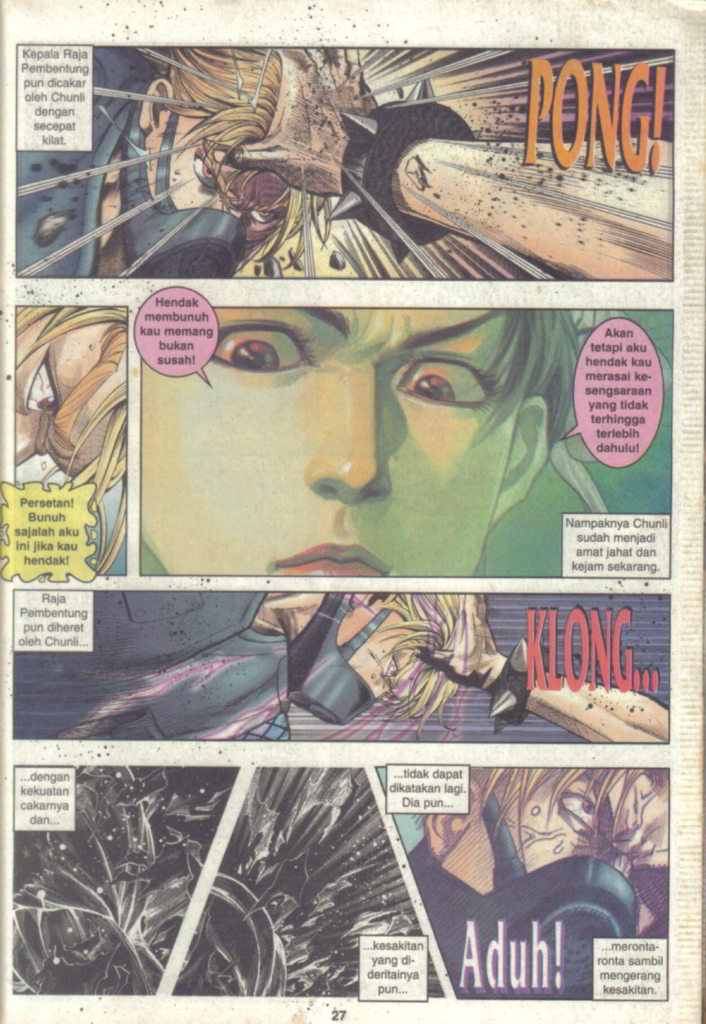 Kepala Raja
Pembentung
pun dicakar
oleh Chunli
dengan
secepat
kilat.
PONG!
Hendak
membunuh
kau memang
bukan
susah!
Akan
tetapi aku
hendak kau
merasai ke-
sengsaraan
yang tidak
terhingga
terlebih
dahulu!
Persetan!
Bunuh
sajalah aku
ini jika kau
hendak!
Nampaknya Chunli
sudah menjadi
amat jahat dan
kejam sekarang.
Raja
Pembentung
pun diheret
oleh Chunli...
KLONG...
...dengan
kekuatan
cakarnya
dan...
...tidak dapat
dikatakan lagi.
Dia pun...
...kesakitan
yang di-
deritainya
pun...
Aduh!
...meronta-
ronta sambil
mengerang
kesakitan.
27